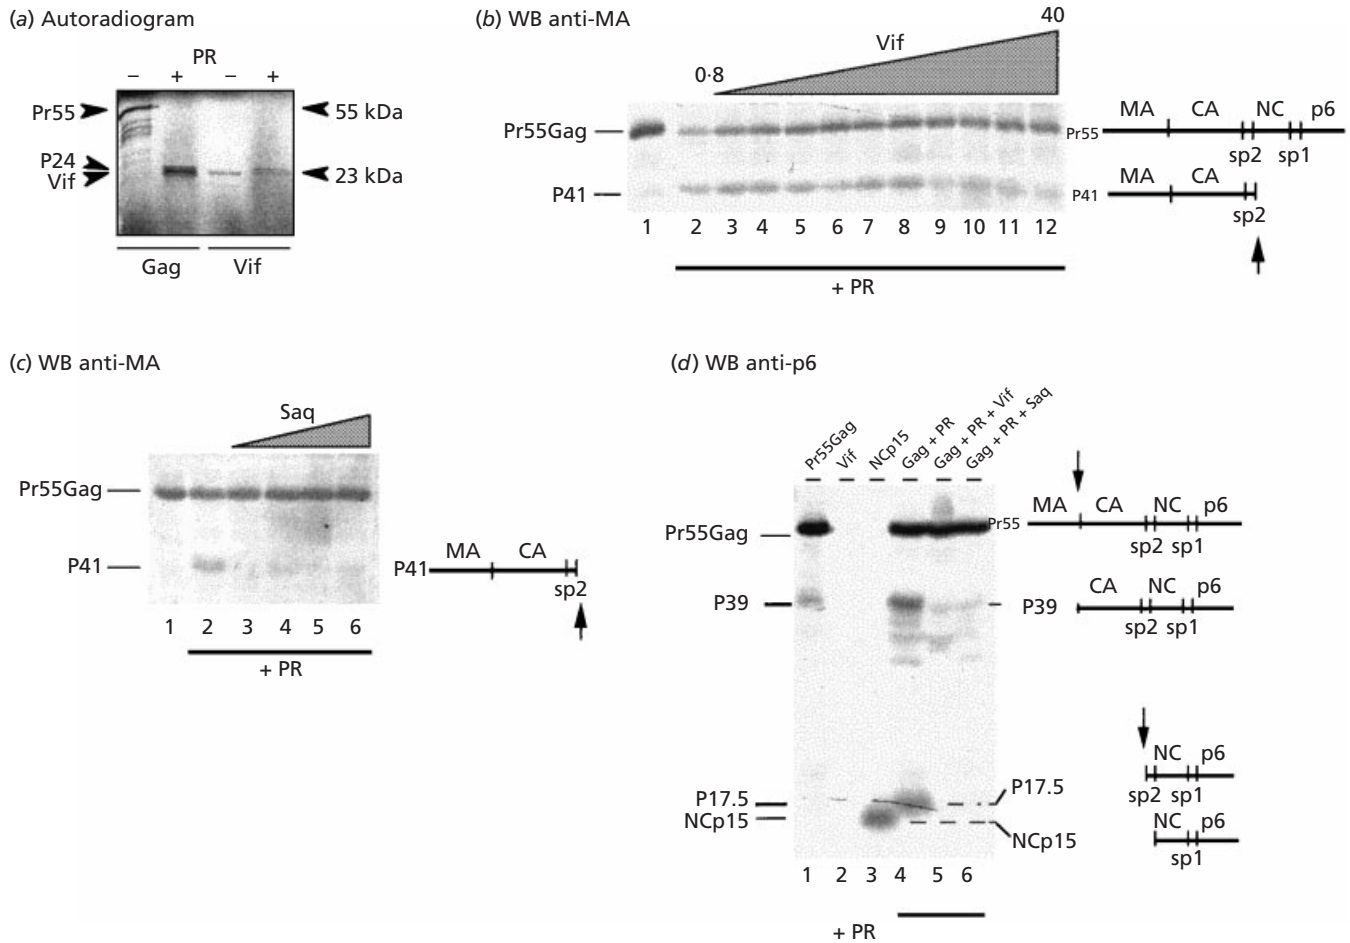 (a) Autoradiogram
PR
− + − +
Pr55
55 kDa
P24
Vif
23 kDa
Gag Vif
(b) WB anti-MA
40
Vif
0·8
Pr55Gag
Pr55
P41
P41
1 2 3 4 5 6 7 8 9 10 11 12
+ PR
MA CA NC p6
sp2 sp1
MA CA
sp2
(c) WB anti-MA
Saq
Pr55Gag
P41
1 2 3 4 5 6
+ PR
MA CA
P41
sp2
(d) WB anti-p6
Pr55Gag
Vif
NCp15
Gag + PR
Gag + PR + Vif
Gag + PR + Saq
Pr55Gag
Pr55
P39
P39
P17.5
NCp15
P17.5
NCp15
1 2 3 4 5 6
+ PR
MA CA NC p6
sp2 sp1
CA NC p6
sp2 sp1
NC p6
sp2 sp1
NC p6
sp1